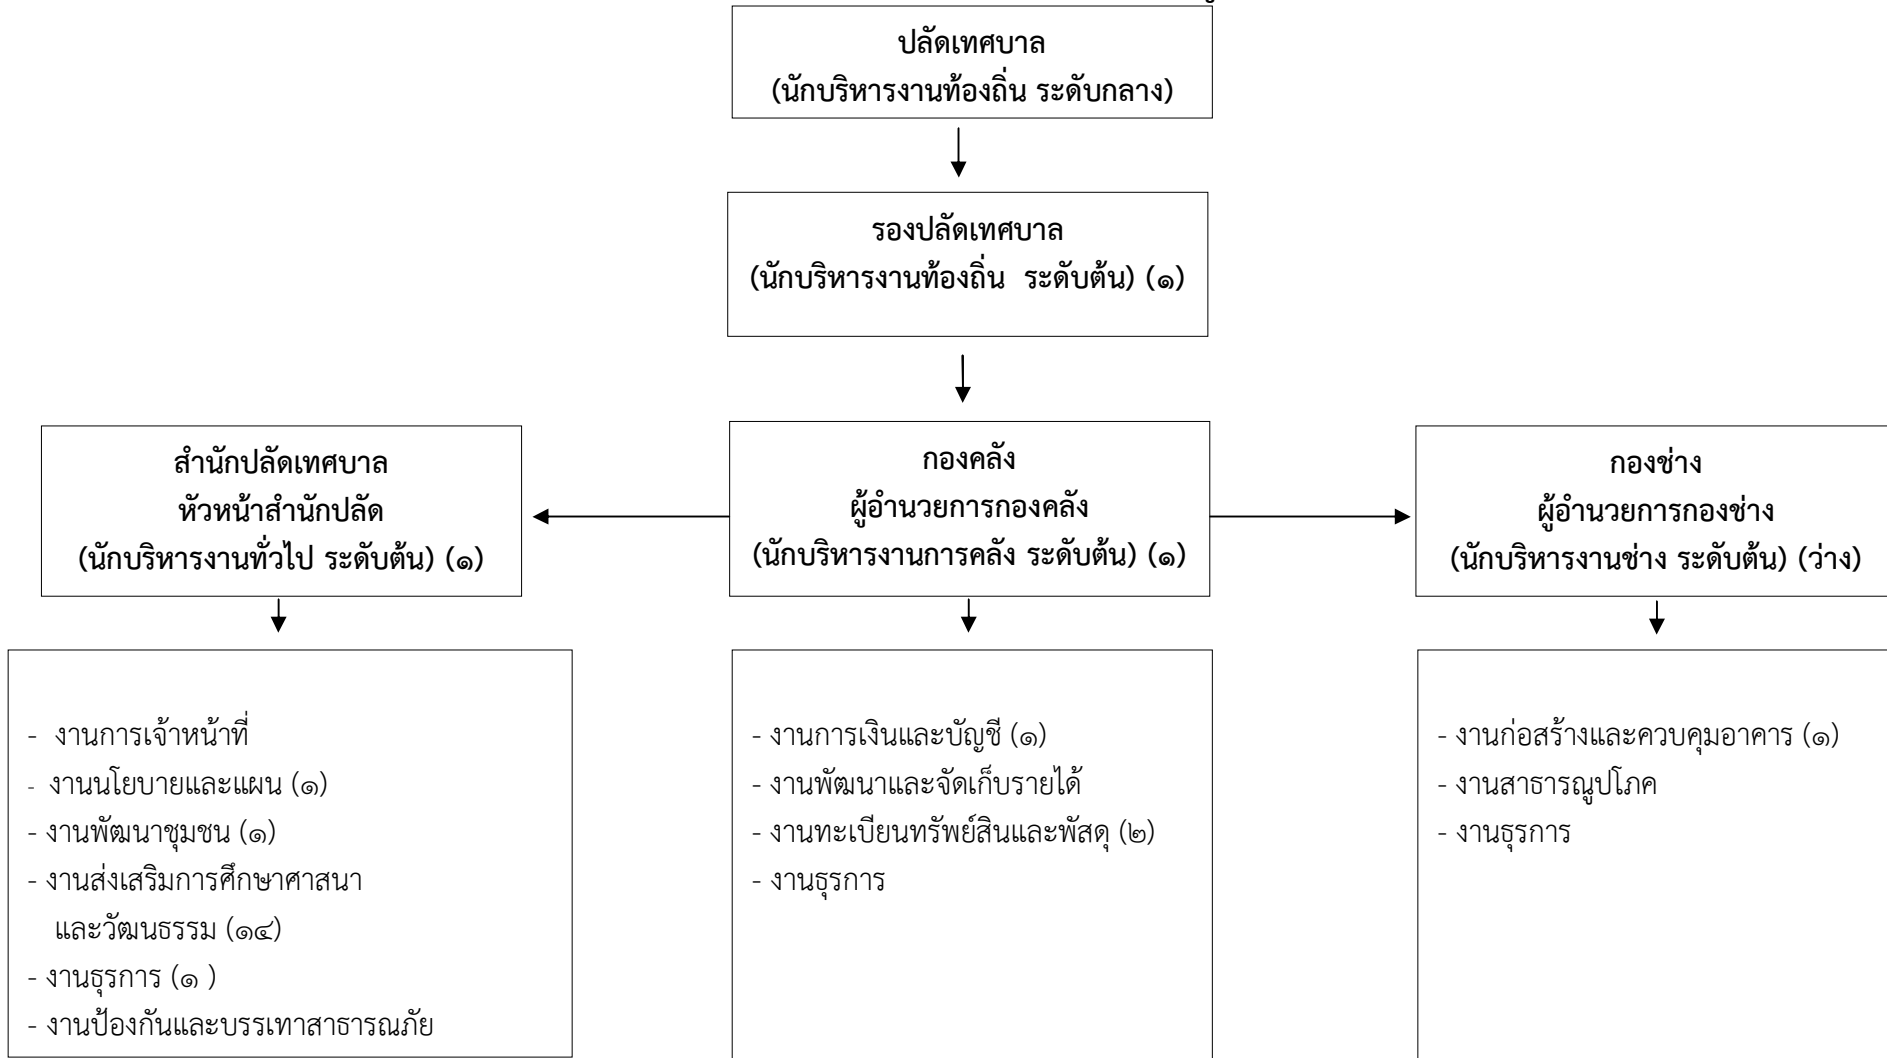 ปลัดเทศบาล
(นักบริหารงานท้องถิ่น ระดับกลาง)
รองปลัดเทศบาล
(นักบริหารงานท้องถิ่น  ระดับต้น) (๑)
สำนักปลัดเทศบาล
หัวหน้าสำนักปลัด
(นักบริหารงานทั่วไป ระดับต้น) (๑)
กองคลัง
ผู้อำนวยการกองคลัง
(นักบริหารงานการคลัง ระดับต้น) (๑)
กองช่าง
ผู้อำนวยการกองช่าง
(นักบริหารงานช่าง ระดับต้น) (ว่าง)
- งานการเจ้าหน้าที่
- งานนโยบายและแผน (๑)
- งานพัฒนาชุมชน (๑)
- งานส่งเสริมการศึกษาศาสนา
และวัฒนธรรม (๑๔)
- งานธุรการ (๑ )
- งานป้องกันและบรรเทาสาธารณภัย
- งานการเงินและบัญชี (๑)
- งานพัฒนาและจัดเก็บรายได้
- งานทะเบียนทรัพย์สินและพัสดุ (๒)
- งานธุรการ
- งานก่อสร้างและควบคุมอาคาร (๑)
- งานสาธารณูปโภค
- งานธุรการ